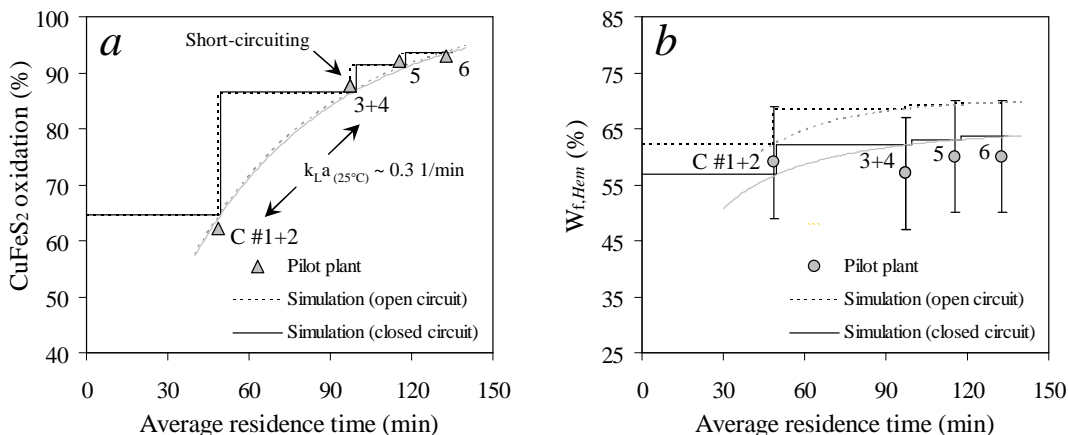 a
100
90
80
70
60
50
40
CuFeS2 oxidation (%)
Short-circuiting
3+4
5
6
kLa (25°C) ~ 0.3 1/min
C #1+2
Pilot plant
Simulation (open circuit)
Simulation (closed circuit)
0 30 60 90 120 150
Average residence time (min)
b
85
75
65
55
45
35
25
Wf,Hem (%)
C #1+2
3+4
5
6
Pilot plant
Simulation (open circuit)
Simulation (closed circuit)
0 30 60 90 120 150
Average residence time (min)